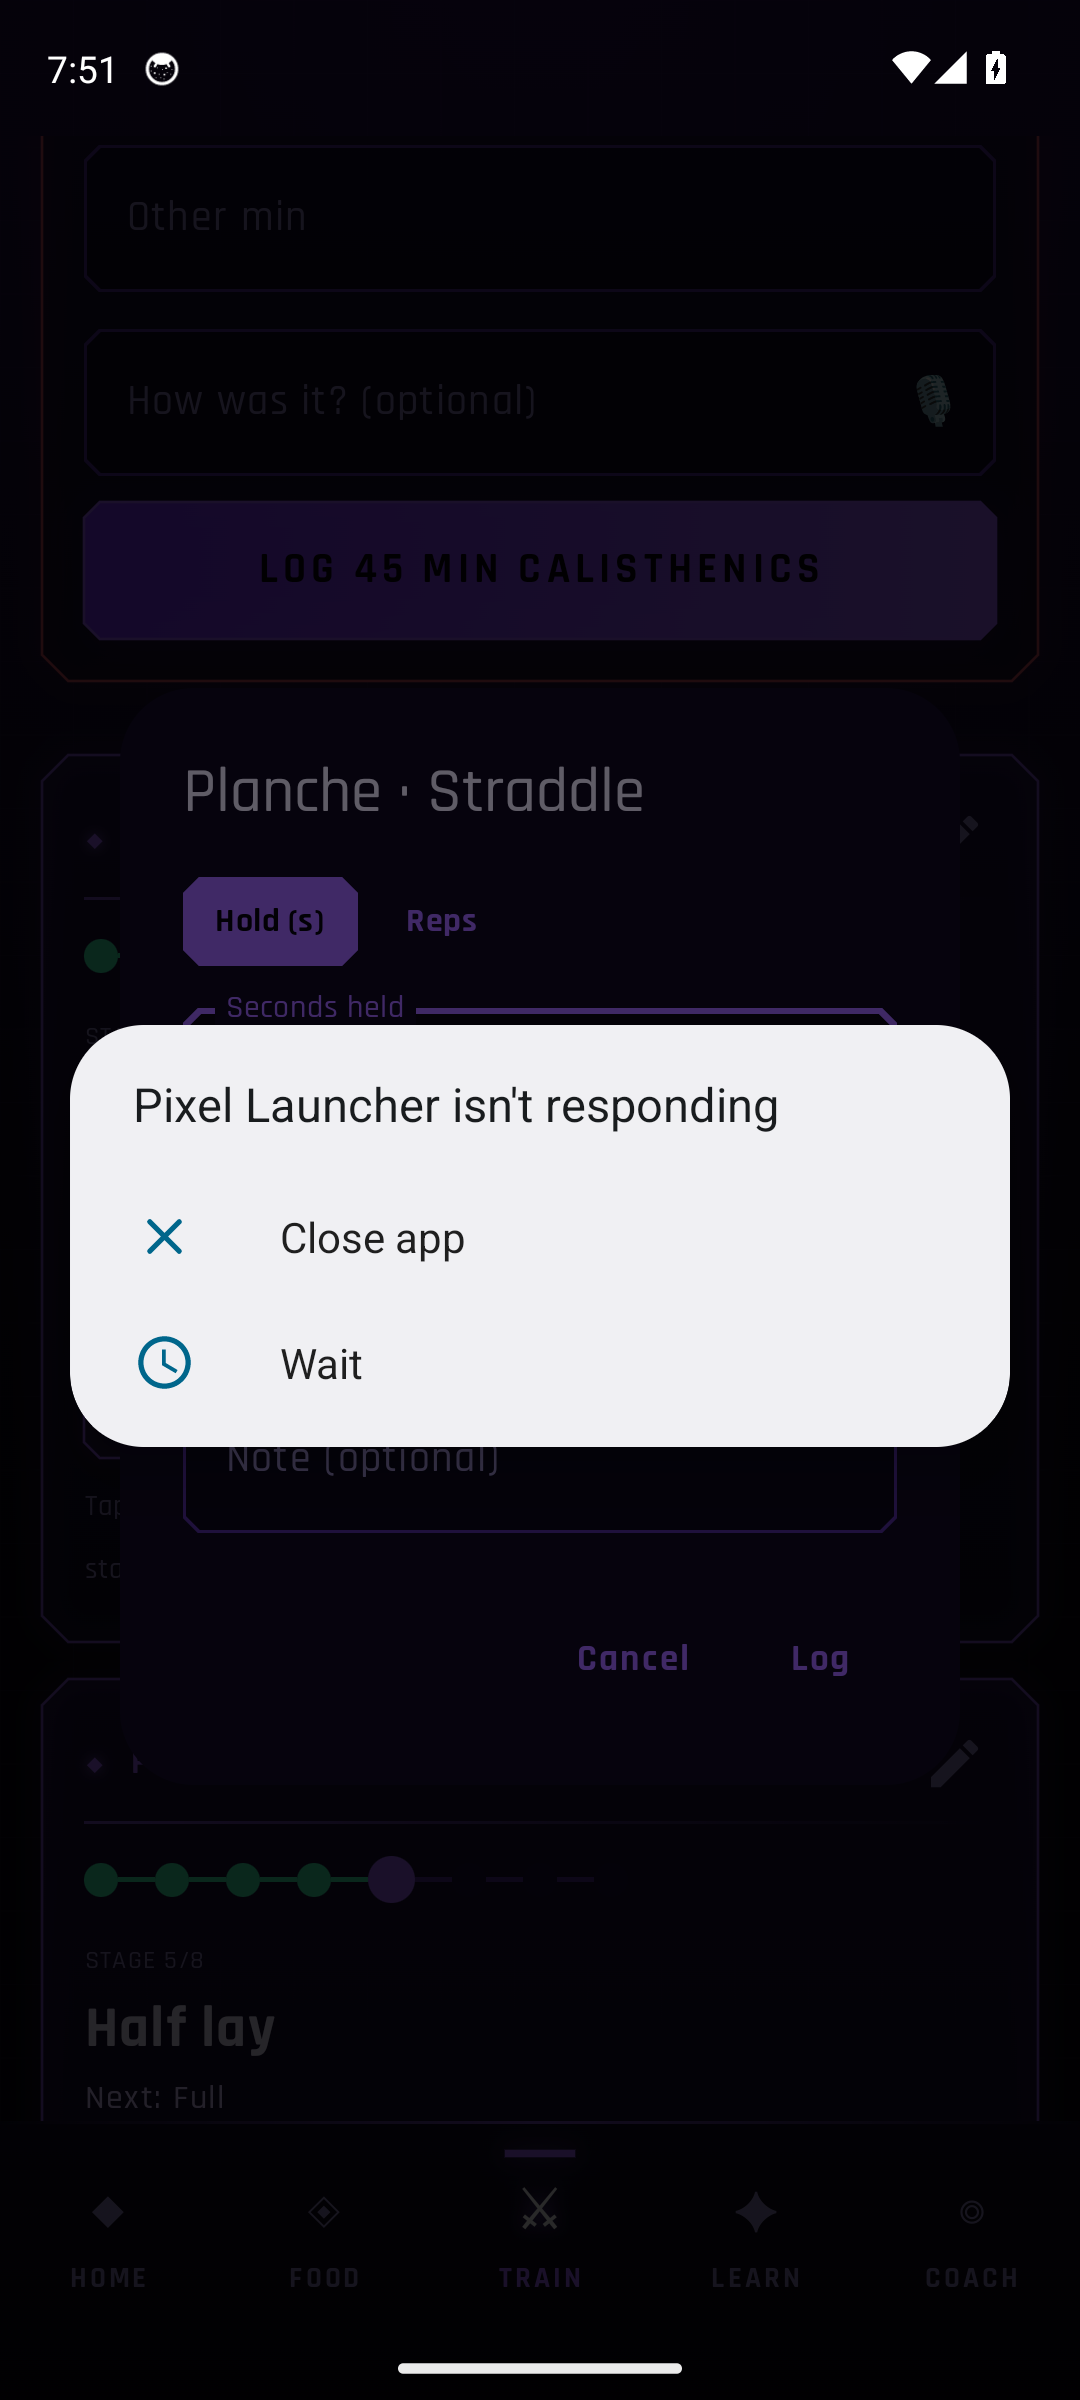 7:51
Other min
How was it? (optional)
LOG 45 MIN CALISTHENICS
Planche · Straddle
Hold (s)
Reps
Seconds held
Pixel Launcher isn't responding
Close app
Wait
Note (optional)
Cancel
Log
STAGE 5/8
Half lay
Next: Full
HOME
FOOD
TRAIN
LEARN
COACH